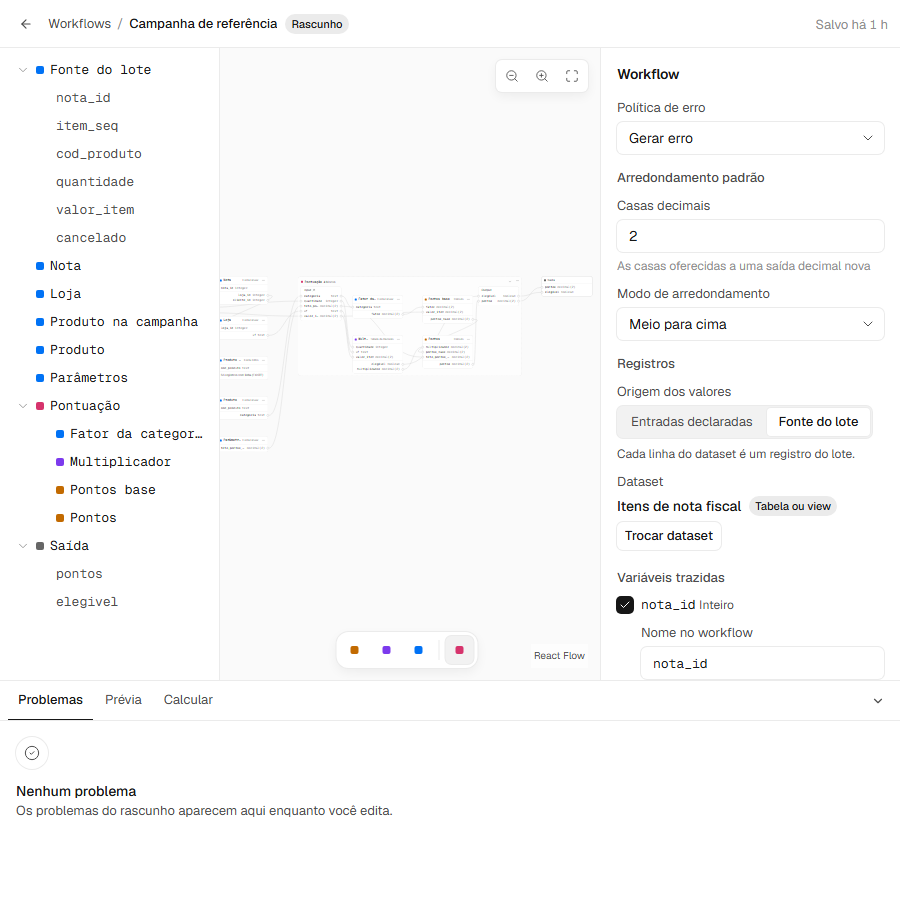 Workflows / Campanha de referência Rascunho
Salvo há 1 h
Fonte do lote
nota_id
item_seq
cod_produto
quantidade
valor_item
cancelado
Nota
Loja
Produto na campanha
Produto
Parâmetros
Pontuação
Fator da categor…
Multiplicador
Pontos base
Pontos
Saída
pontos
elegivel
React Flow
Workflow
Política de erro
Gerar erro
Arredondamento padrão
Casas decimais
2
As casas oferecidas a uma saída decimal nova
Modo de arredondamento
Meio para cima
Registros
Origem dos valores
Entradas declaradas Fonte do lote
Cada linha do dataset é um registro do lote.
Dataset
Itens de nota fiscal Tabela ou view
Trocar dataset
Variáveis trazidas
nota_id Inteiro
Nome no workflow
nota_id
Problemas Prévia Calcular
Nenhum problema
Os problemas do rascunho aparecem aqui enquanto você edita.